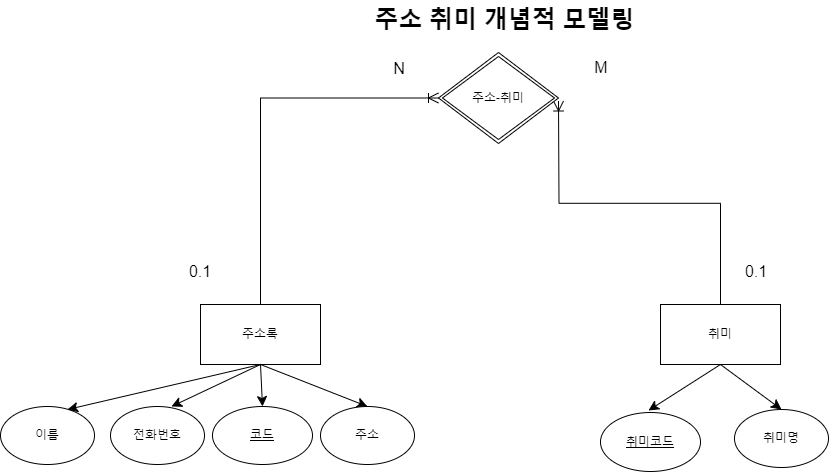 주소 취미 개념적 모델링
N
M
주소-취미
0.1
0.1
주소록
취미
이름
전화번호
코드
주소
취미코드
취미명